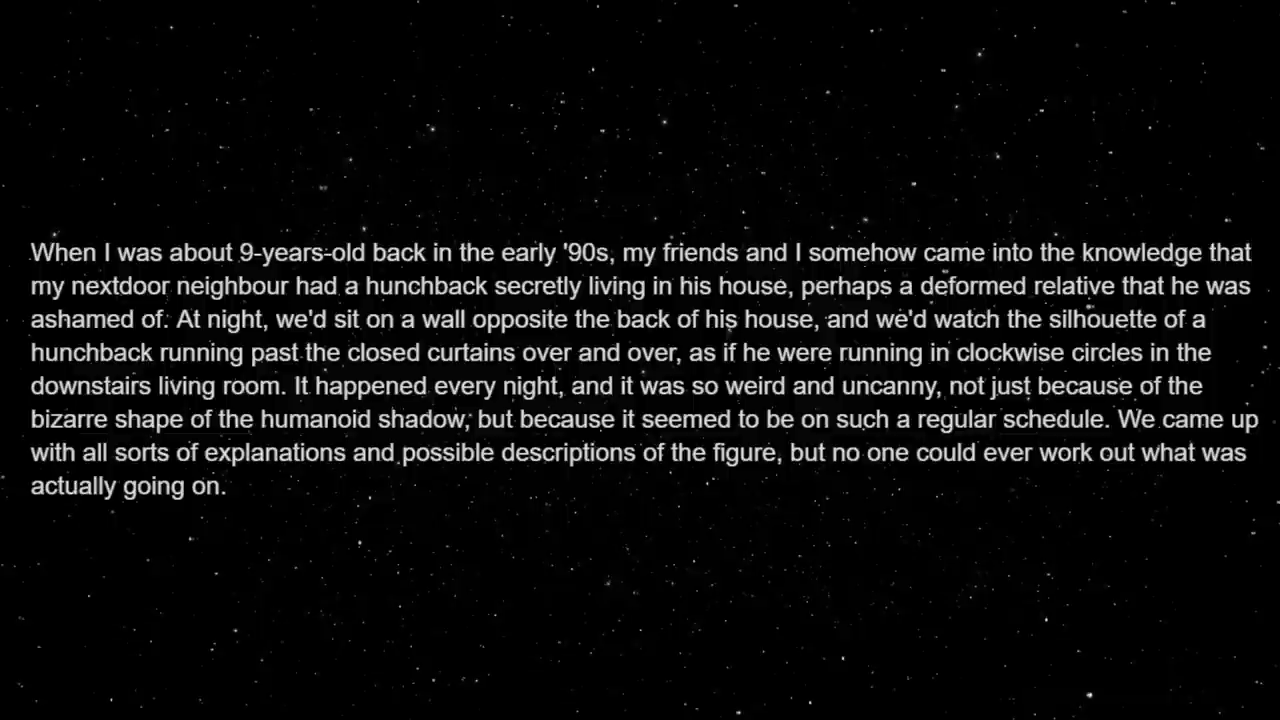 When I was about 9-years-old back in the early '90s, my friends and I somehow came into the knowledge that
my nextdoor neighbour had a hunchback secretly living in his house, perhaps a deformed relative that he was
ashamed of. At night, we'd sit on a wall opposite the back of his house, and we'd watch the silhouette of a
hunchback running past the closed curtains over and over, as if he were running in clockwise circles in the
downstairs living room. It happened every night, and it was so weird and uncanny, not just because of the
bizarre shape of the humanoid shadow, but because it seemed to be on such a regular schedule. We came up
with all sorts of explanations and possible descriptions of the figure, but no one could ever work out what was
actually going on.